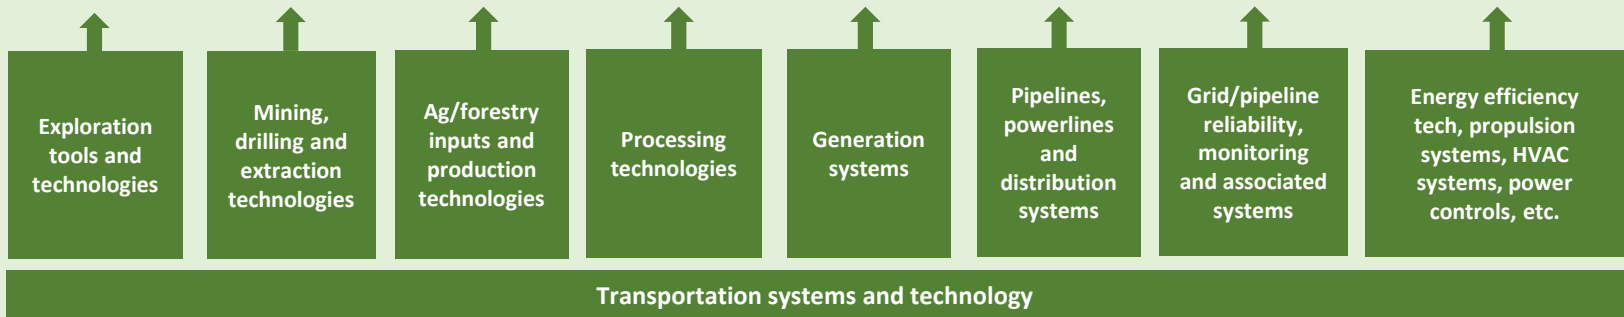 Exploration
tools and
technologies
Mining,
drilling and
extraction
technologies
Ag/forestry
inputs and
production
technologies
Processing
technologies
Generation
systems
Pipelines,
powerlines
and
distribution
systems
Grid/pipeline
reliability,
monitoring
and associated
systems
Energy efficiency
tech, propulsion
systems, HVAC
systems, power
controls, etc.
Transportation systems and technology